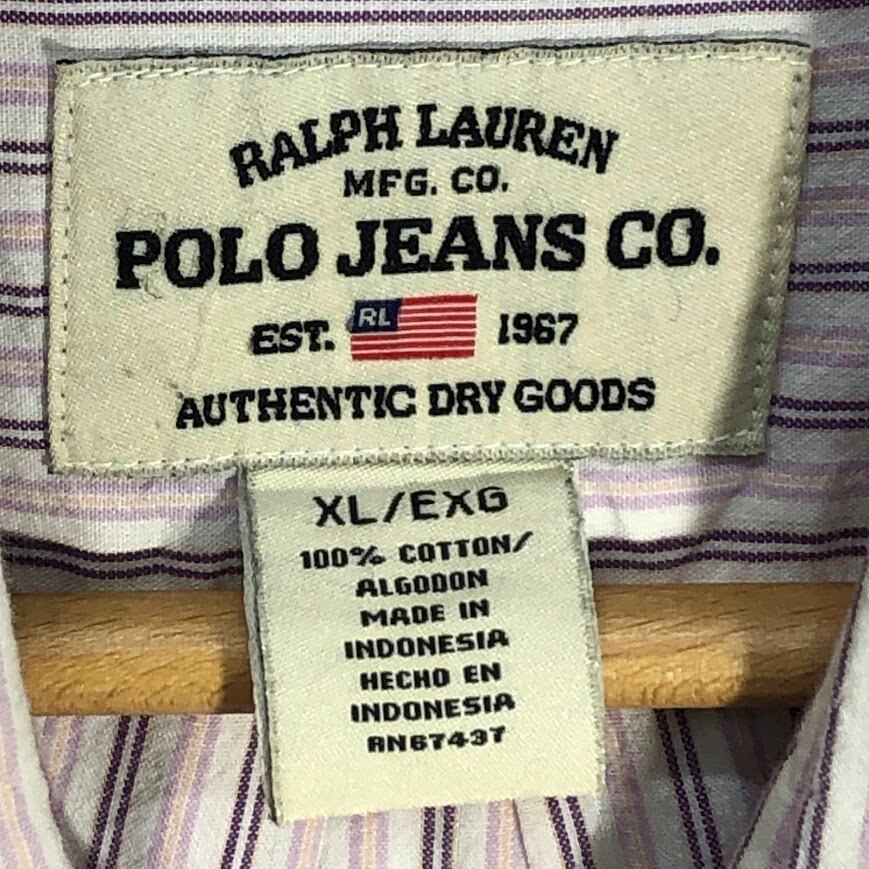 RALPH LAUREN
MFG. CO.
POLO JEANS CO.
EST. RL 1967
AUTHENTIC DRY GOODS
XL/EXG
100% COTTON/
ALGODON
MADE IN
INDONESIA
HECHO EN
INDONESIA
RN67437